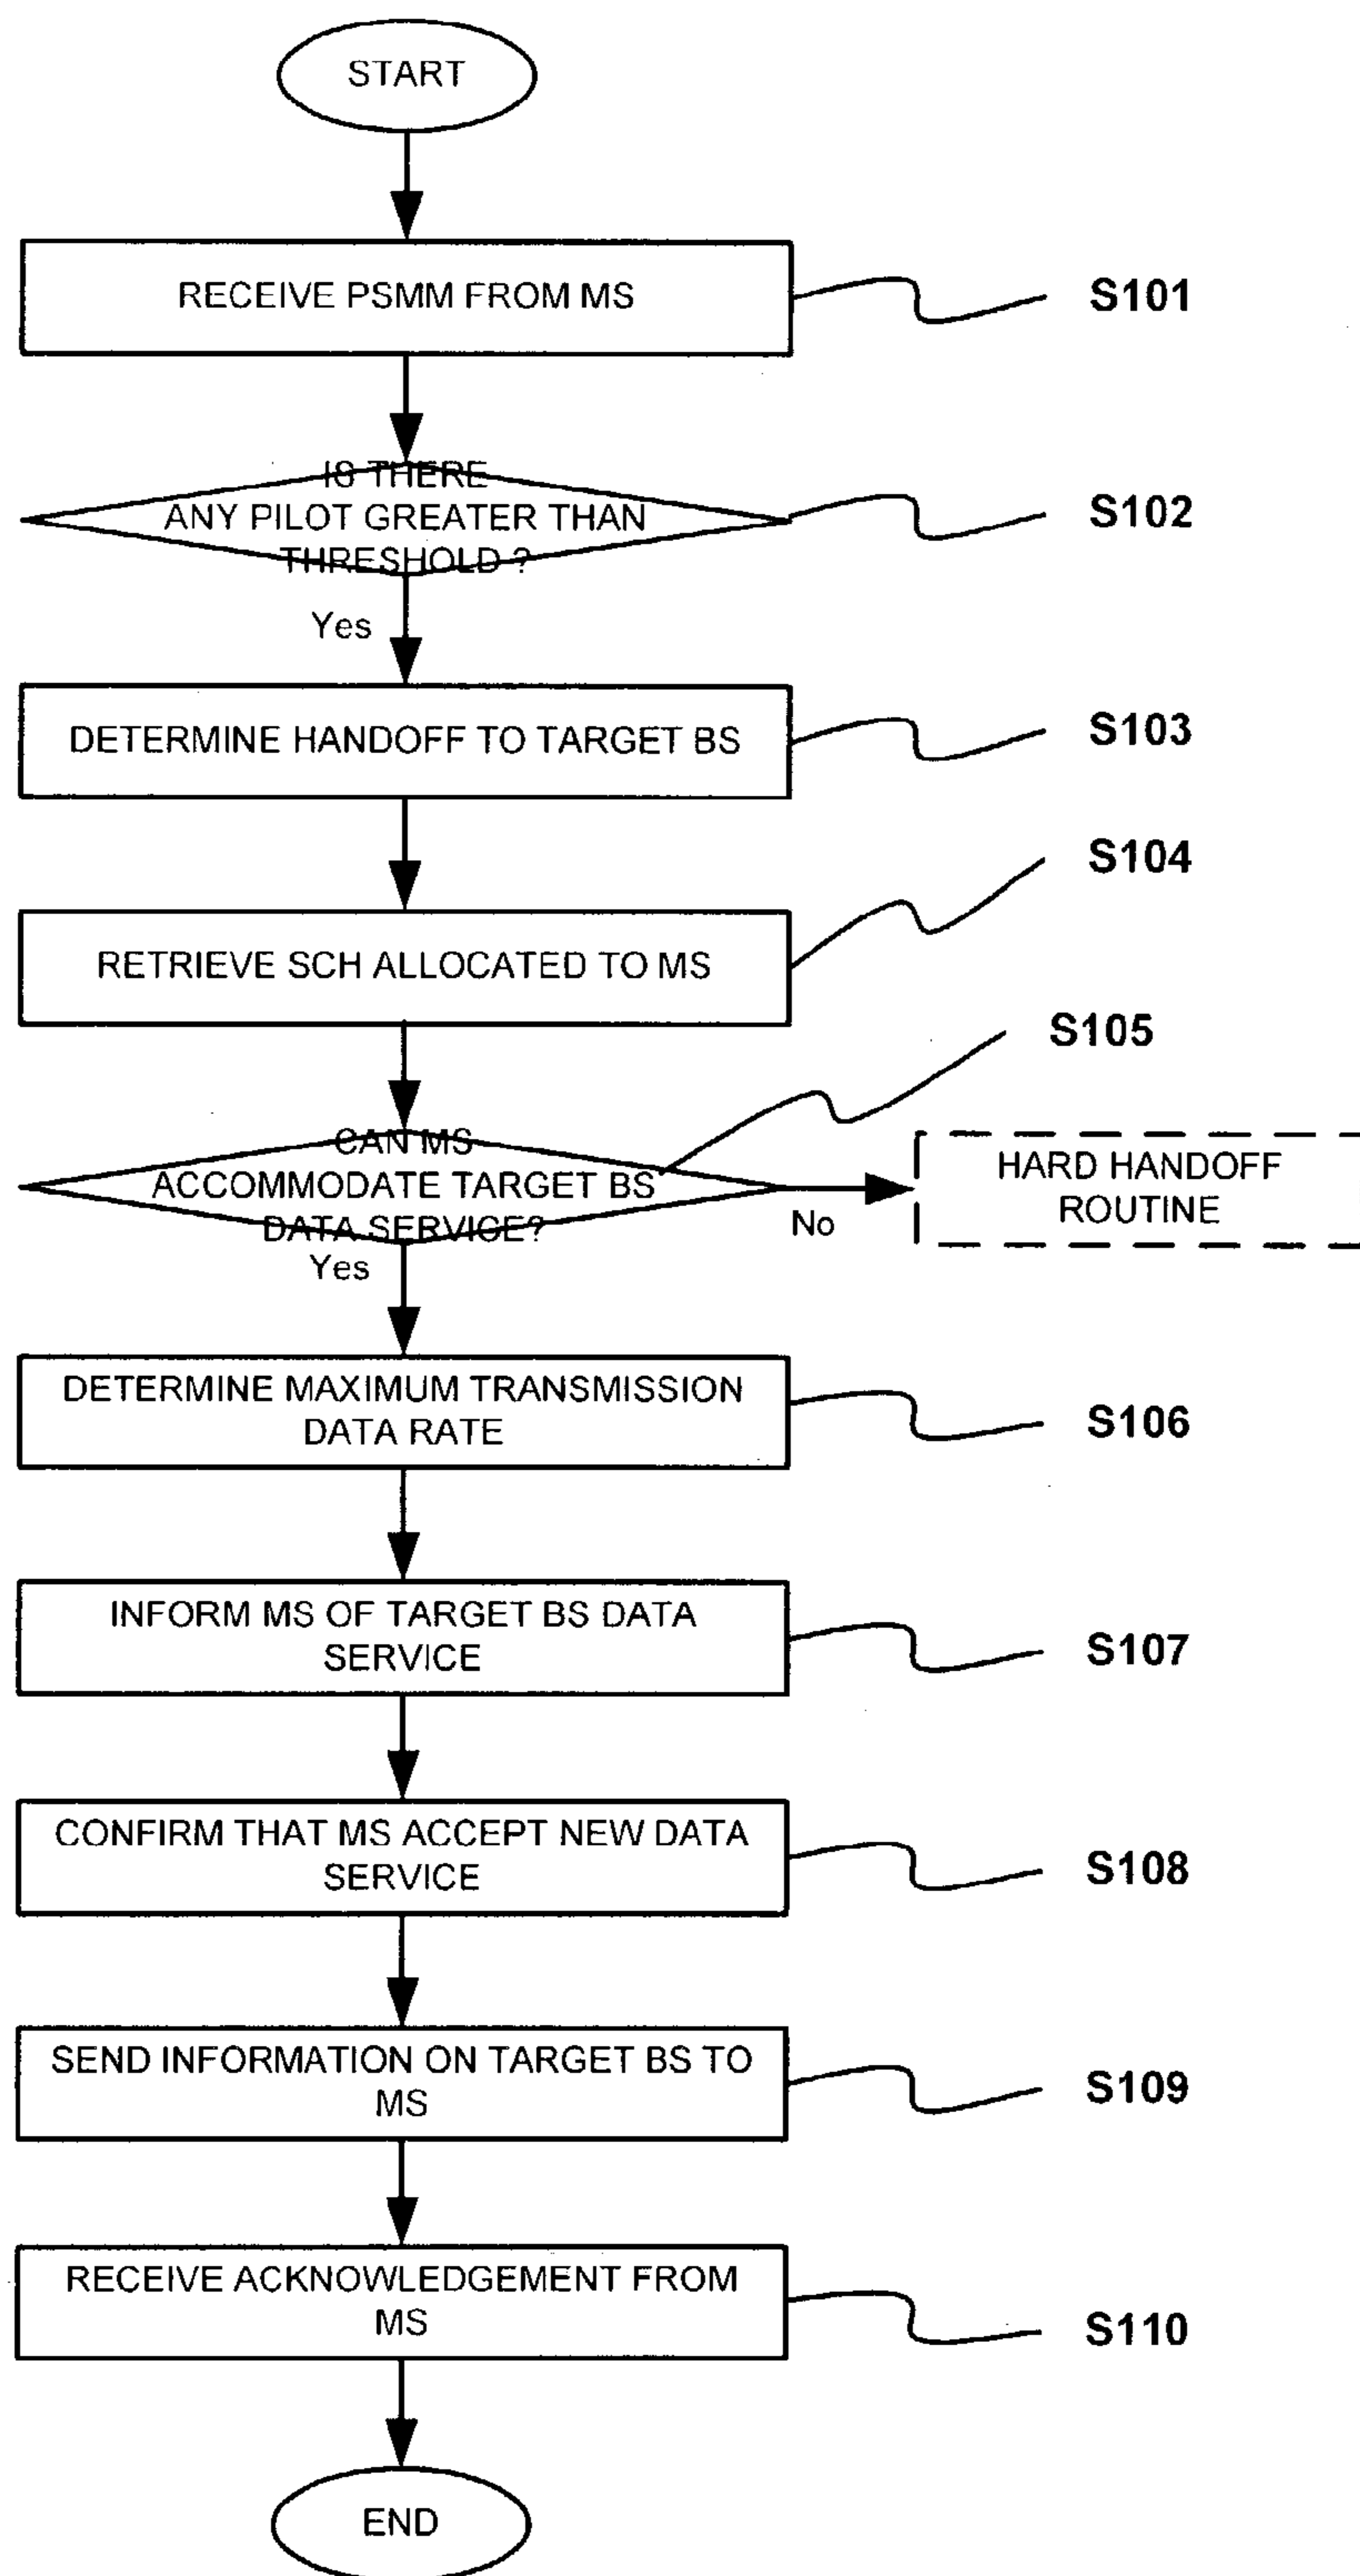 START
RECEIVE PSMM FROM MS
S101
IS THERE
ANY PILOT GREATER THAN
THRESHOLD ?
S102
Yes
DETERMINE HANDOFF TO TARGET BS
S103
RETRIEVE SCH ALLOCATED TO MS
S104
CAN MS
ACCOMMODATE TARGET BS
DATA SERVICE?
S105
No
HARD HANDOFF
ROUTINE
Yes
DETERMINE MAXIMUM TRANSMISSION
DATA RATE
S106
INFORM MS OF TARGET BS DATA
SERVICE
S107
CONFIRM THAT MS ACCEPT NEW DATA
SERVICE
S108
SEND INFORMATION ON TARGET BS TO
MS
S109
RECEIVE ACKNOWLEDGEMENT FROM
MS
S110
END